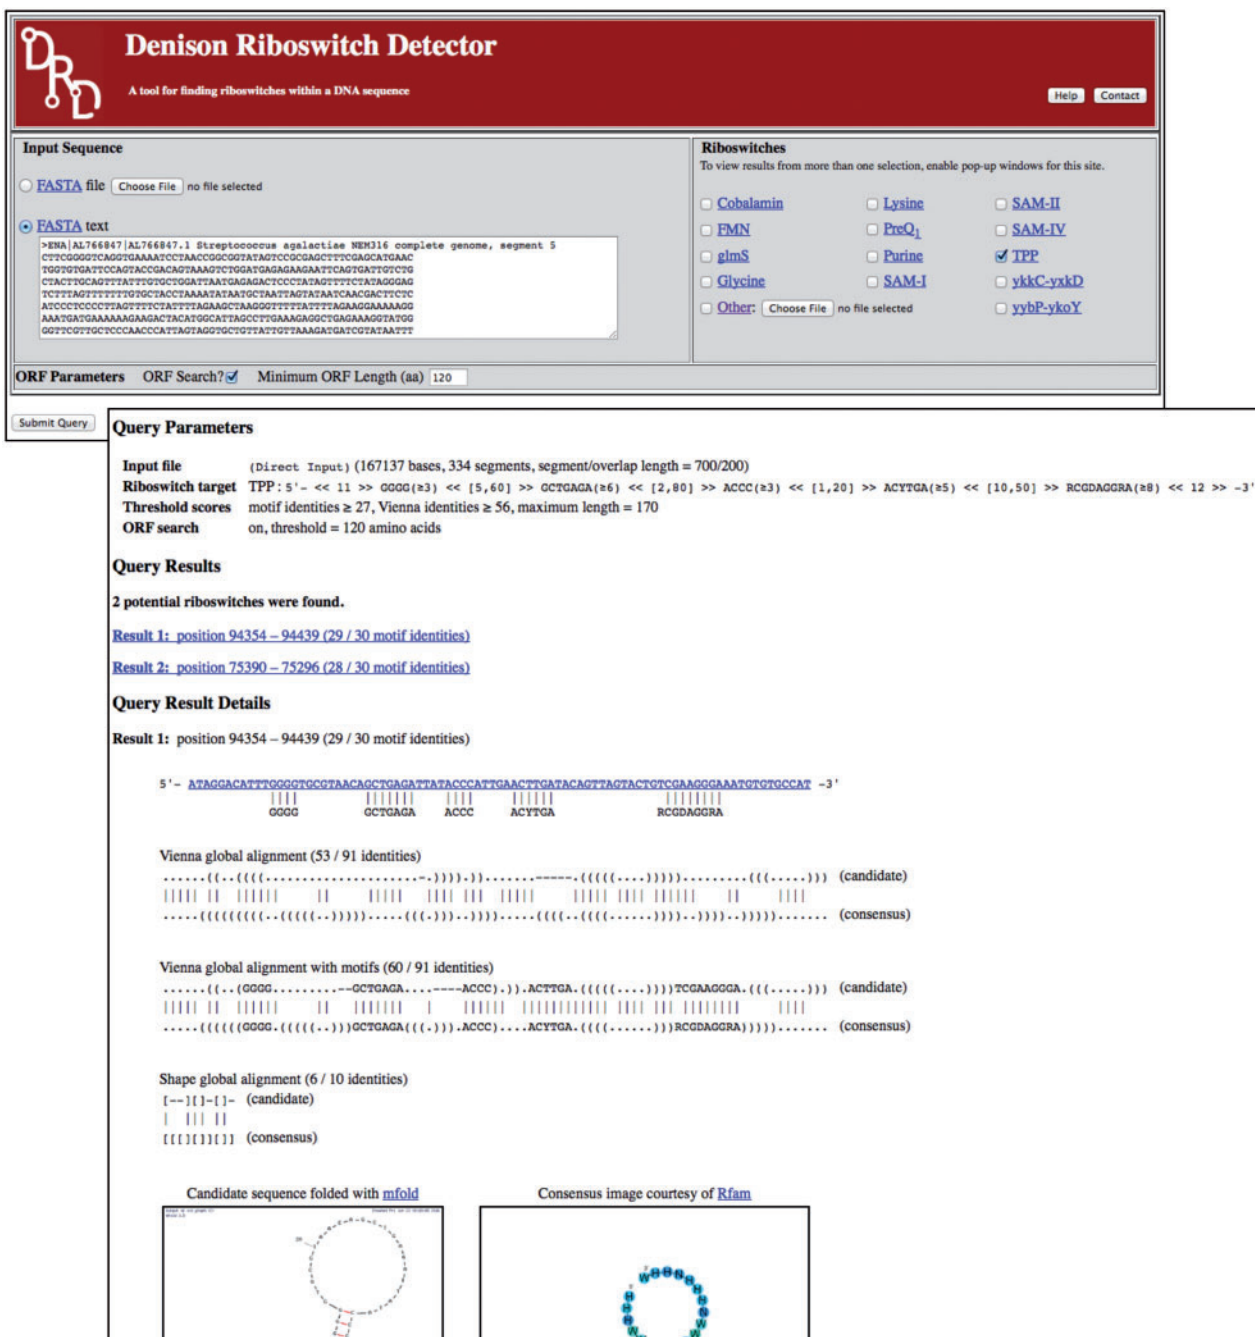 DRD
Denison Riboswitch Detector
A tool for finding riboswitches within a DNA sequence
Help Contact
Input Sequence
FASTA file Choose File no file selected
FASTA text
>ENA|AL766847|AL766847.1 Streptococcus agalactiae NEM316 complete genome, segment 5
CTTCGGGGTCAGGTGAAAATCCTAACCGGCGGTATAGTCCGCGAGCTTTCGAGCATGAAC
TGGTGTGATTCCAGTACCGACAGTAAAGTCTGGATGAGAGAAGAATTCAGTGATTGTCTG
CTACTTGCAGTTTATTTGTGCTGGATTAATGAGAGACTCCCTATAGTTTTCTATAGGGAG
TCTTTAGTTTTTTTGTGCTACCTAAAATATAATGCTAATTAGTATAATCAACGACTTCTC
ATCCCTCCCCTTAGTTTTCTATTTTAGAAGCTAAGGGTTTTTATTTTAGAAGGAAAAAGG
AAATGATGAAAAAAGAAGACTACATGGCATTAGCCTTGAAAGAGGCTGAGAAAGGTATGG
GGTTCGTTGCTCCCAACCCATTAGTAGGTGCTGTTATTGTTAAAGATGATCGTATAATTT
Riboswitches
To view results from more than one selection, enable pop-up windows for this site.
Cobalamin Lysine SAM-II
FMN PreQ1 SAM-IV
glmS Purine TPP
Glycine SAM-I ykkC-yxkD
Other: Choose File no file selected yybP-ykoY
ORF Parameters ORF Search? Minimum ORF Length (aa) 120
Submit Query
Query Parameters
Input file (Direct Input) (167137 bases, 334 segments, segment/overlap length = 700/200)
Riboswitch target TPP: 5'- << 11 >> GGGG(≥3) << [5,60] >> GCTGAGA(≥6) << [2,80] >> ACCC(≥3) << [1,20] >> ACYTGA(≥5) << [10,50] >> RCGDAGGRA(≥8) << 12 >> -3'
Threshold scores motif identities ≥ 27, Vienna identities ≥ 56, maximum length = 170
ORF search on, threshold = 120 amino acids
Query Results
2 potential riboswitches were found.
Result 1: position 94354 – 94439 (29 / 30 motif identities)
Result 2: position 75390 – 75296 (28 / 30 motif identities)
Query Result Details
Result 1: position 94354 – 94439 (29 / 30 motif identities)
5'- ATAGGACATTTGGGGTGCGTAACAGCTGAGATTATACCCATTGAACTTGATACAGTTAGTACTGTCGAAGGGAAATGTGTGCCAT -3'
GGGG GCTGAGA ACCC ACYTGA RCGDAGGRA
Vienna global alignment (53 / 91 identities)
......((..((((......................-.)))).)).......-----.(((((....))))).........(((.....))) (candidate)
.....(((((((((..(((((..))))).....(((.)))..)))).....((((..((((......))))..))))..)))))....... (consensus)
Vienna global alignment with motifs (60 / 91 identities)
......((..(GGGG.........--GCTGAGA....----ACCC).)).ACTTGA.(((((....))))TCGAAGGGA.(((.....))) (candidate)
.....((((((GGGG.(((((..)))GCTGAGA(((.))).ACCC)....ACYTGA.((((......)))RCGDAGGRA)))))....... (consensus)
Shape global alignment (6 / 10 identities)
[--][]-[]- (candidate)
[[[][]][]] (consensus)
Candidate sequence folded with mfold
Consensus image courtesy of Rfam